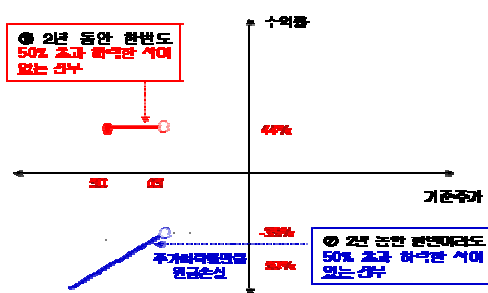 수익률
① 2년 동안 한번도
50% 초과 하락한 적이
없는 경우
44%
기준주가
주가하락률만큼
원금손실
② 2년 동안 한번이라도
50% 초과 하락한 적이
있는 경우